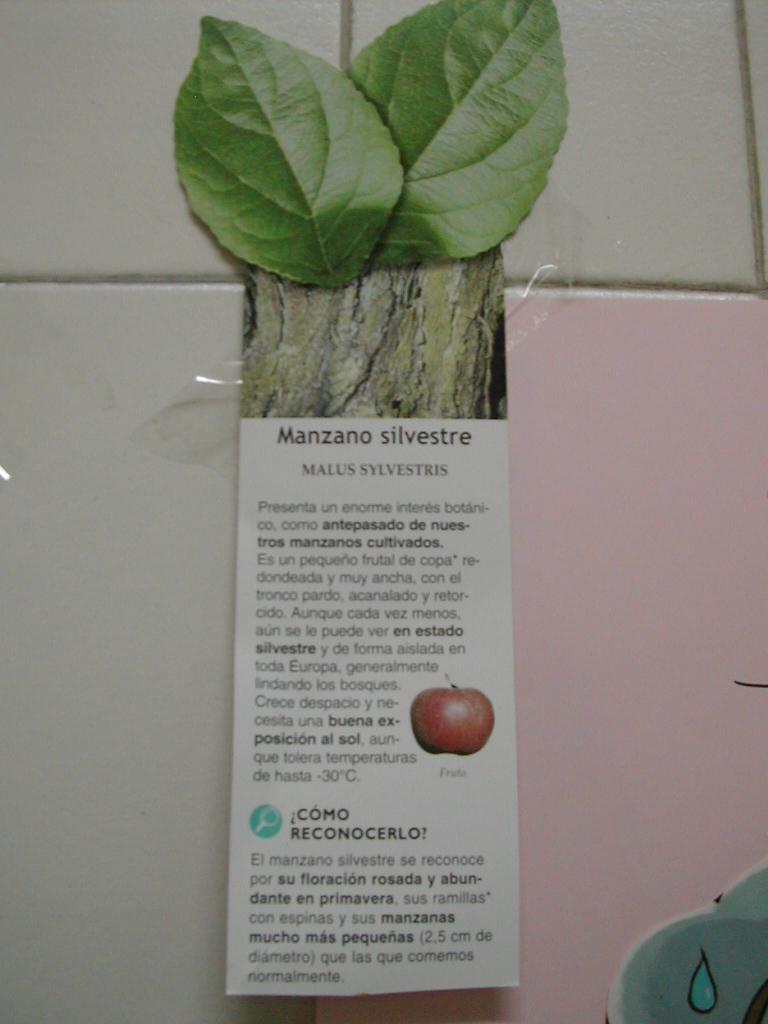 Manzano silvestre
MALUS SYLVESTRIS
Presenta un enorme interés botáni-
co, como antepasado de nues-
tros manzanos cultivados.
Es un pequeño frutal de copa* re-
dondeada y muy ancha, con el
tronco pardo, acanalado y retor-
cido. Aunque cada vez menos,
aún se le puede ver en estado
silvestre y de forma aislada en
toda Europa, generalmente
lindando los bosques.
Crece despacio y ne-
cesita una buena ex-
posición al sol, aun-
que tolera temperaturas
de hasta -30°C.
Fruto
¿CÓMO
RECONOCERLO?
El manzano silvestre se reconoce
por su floración rosada y abun-
dante en primavera, sus ramillas*
con espinas y sus manzanas
mucho más pequeñas (2,5 cm de
diámetro) que las que comemos
normalmente.